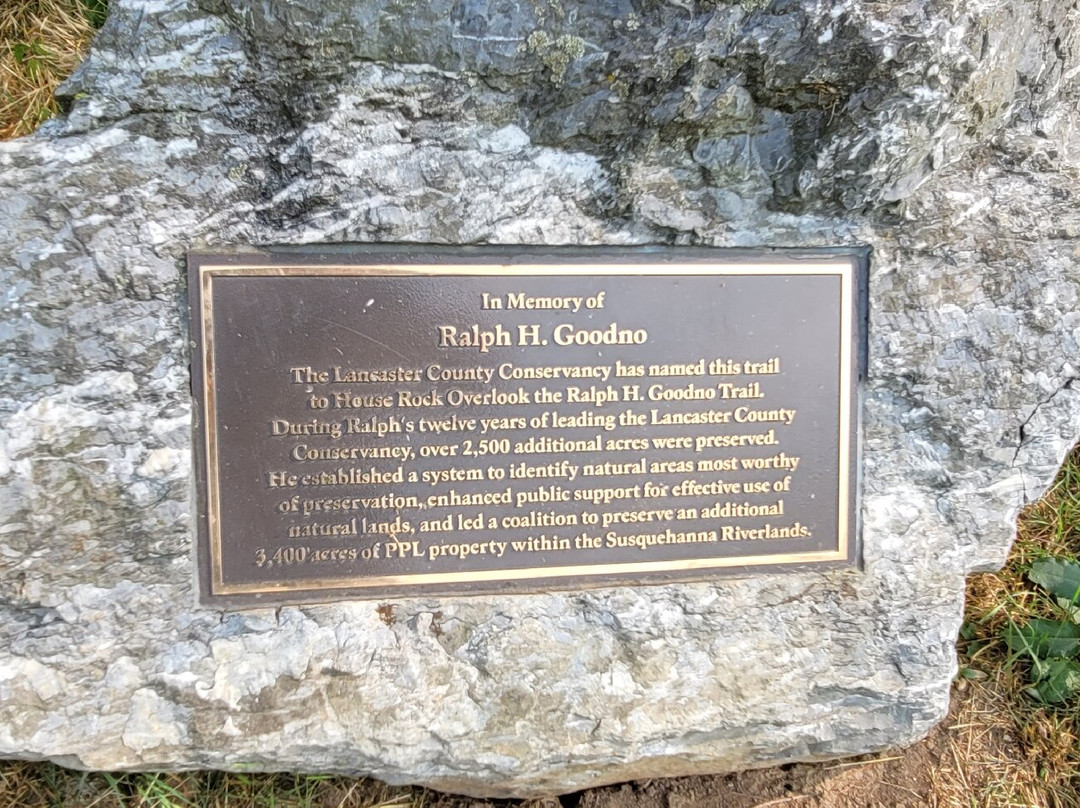 In Memory of
Ralph H. Goodno
The Lancaster County Conservancy has named this trail
to House Rock Overlook the Ralph H. Goodno Trail.
During Ralph's twelve years of leading the Lancaster County
Conservancy, over 2,500 additional acres were preserved.
He established a system to identify natural areas most worthy
of preservation, enhanced public support for effective use of
natural lands, and led a coalition to preserve an additional
3,400 acres of PPL property within the Susquehanna Riverlands.